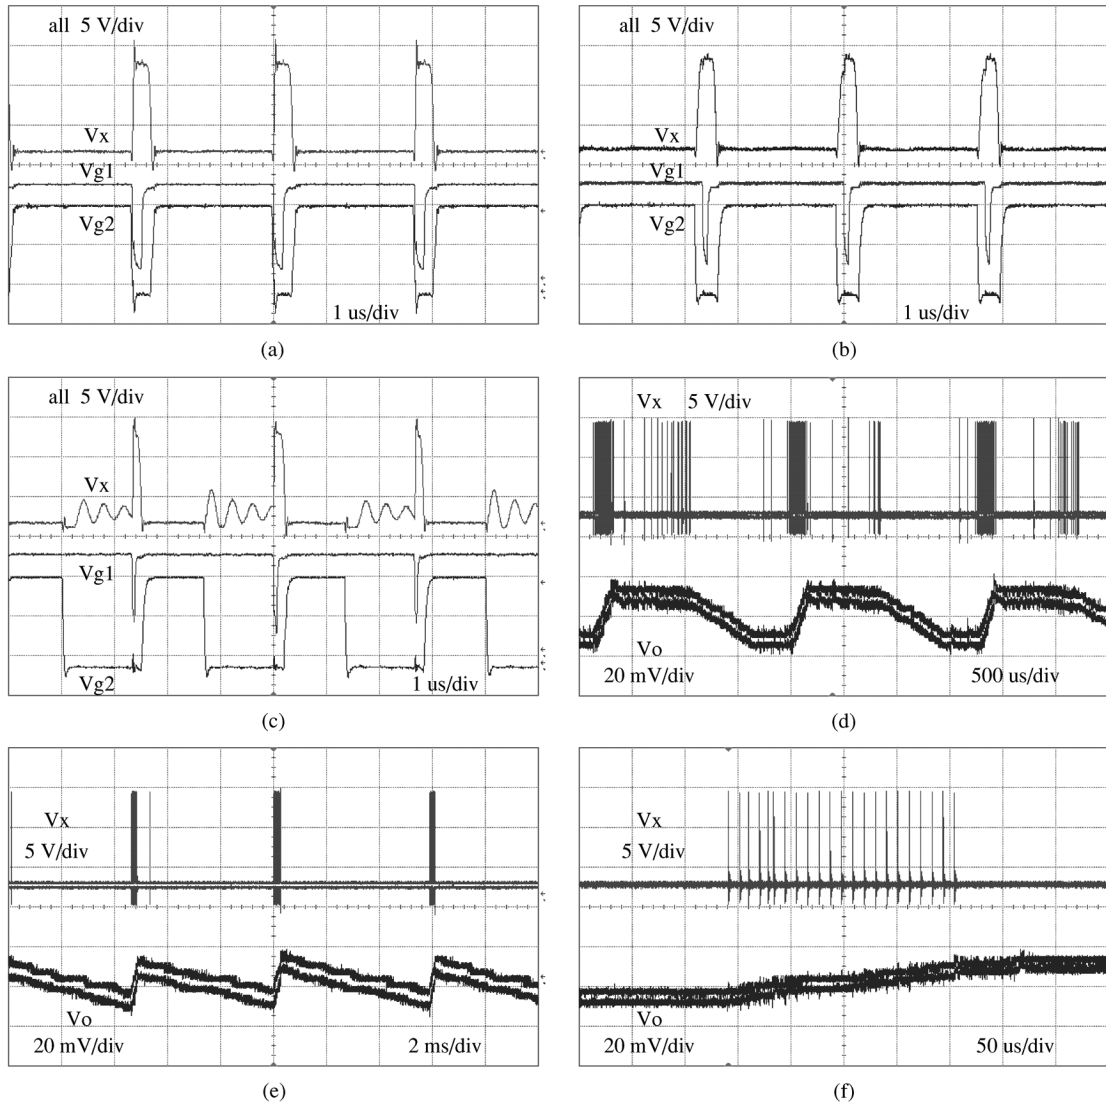 all 5 V/div
Vx
Vg1
Vg2
1 us/div
(a)
all 5 V/div
Vx
Vg1
Vg2
1 us/div
(b)
all 5 V/div
Vx
Vg1
Vg2
1 us/div
(c)
Vx 5 V/div
Vo
20 mV/div 500 us/div
(d)
Vx
5 V/div
Vo
20 mV/div 2 ms/div
(e)
Vx
5 V/div
Vo
20 mV/div 50 us/div
(f)